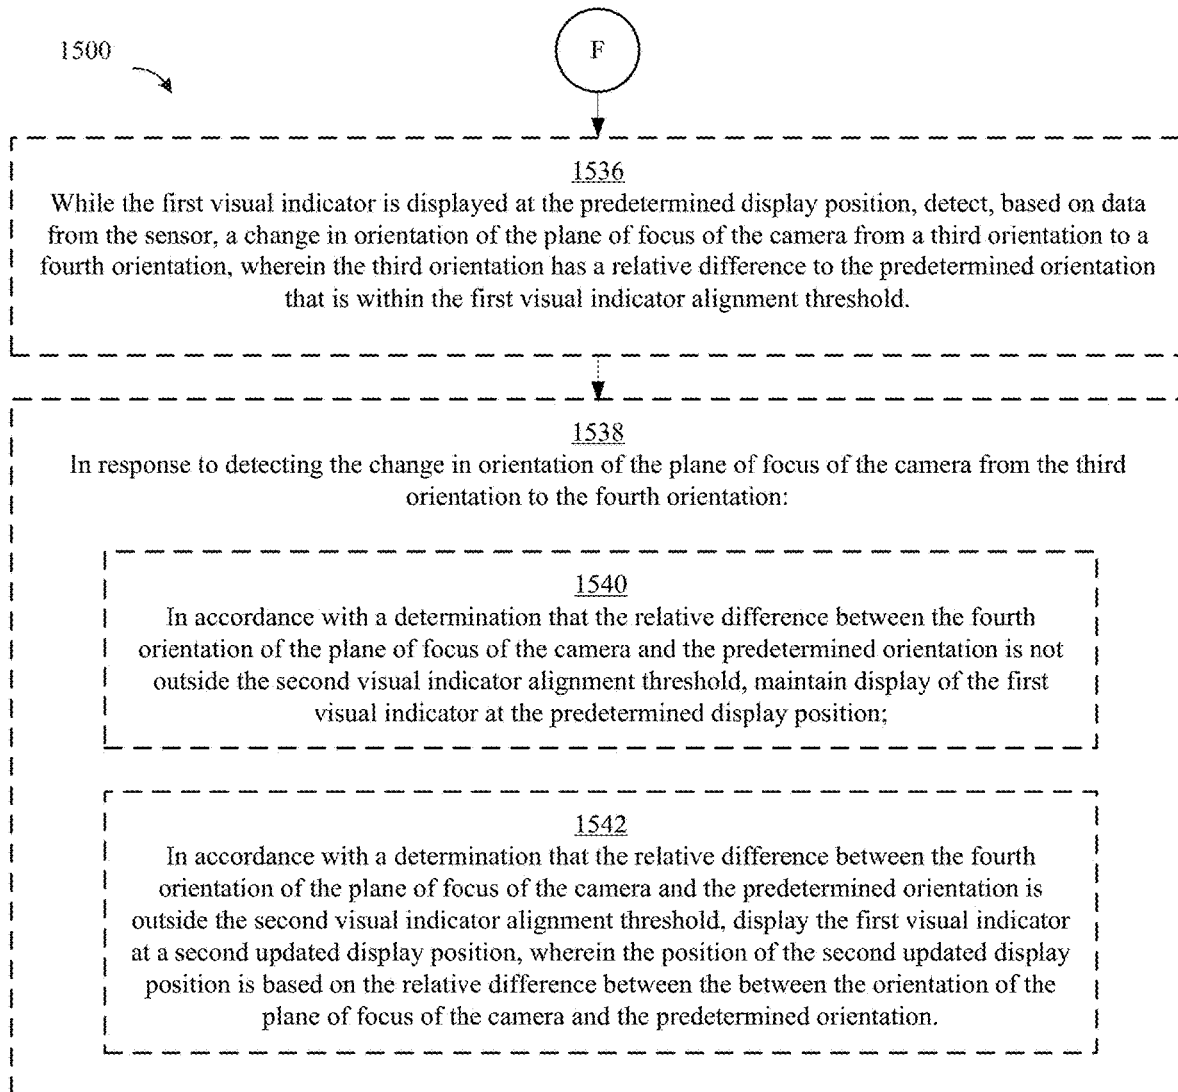 1500
F
1536
While the first visual indicator is displayed at the predetermined display position, detect, based on data
from the sensor, a change in orientation of the plane of focus of the camera from a third orientation to a
fourth orientation, wherein the third orientation has a relative difference to the predetermined orientation
that is within the first visual indicator alignment threshold.
1538
In response to detecting the change in orientation of the plane of focus of the camera from the third
orientation to the fourth orientation:
1540
In accordance with a determination that the relative difference between the fourth
orientation of the plane of focus of the camera and the predetermined orientation is not
outside the second visual indicator alignment threshold, maintain display of the first
visual indicator at the predetermined display position;
1542
In accordance with a determination that the relative difference between the fourth
orientation of the plane of focus of the camera and the predetermined orientation is
outside the second visual indicator alignment threshold, display the first visual indicator
at a second updated display position, wherein the position of the second updated display
position is based on the relative difference between the between the orientation of the
plane of focus of the camera and the predetermined orientation.